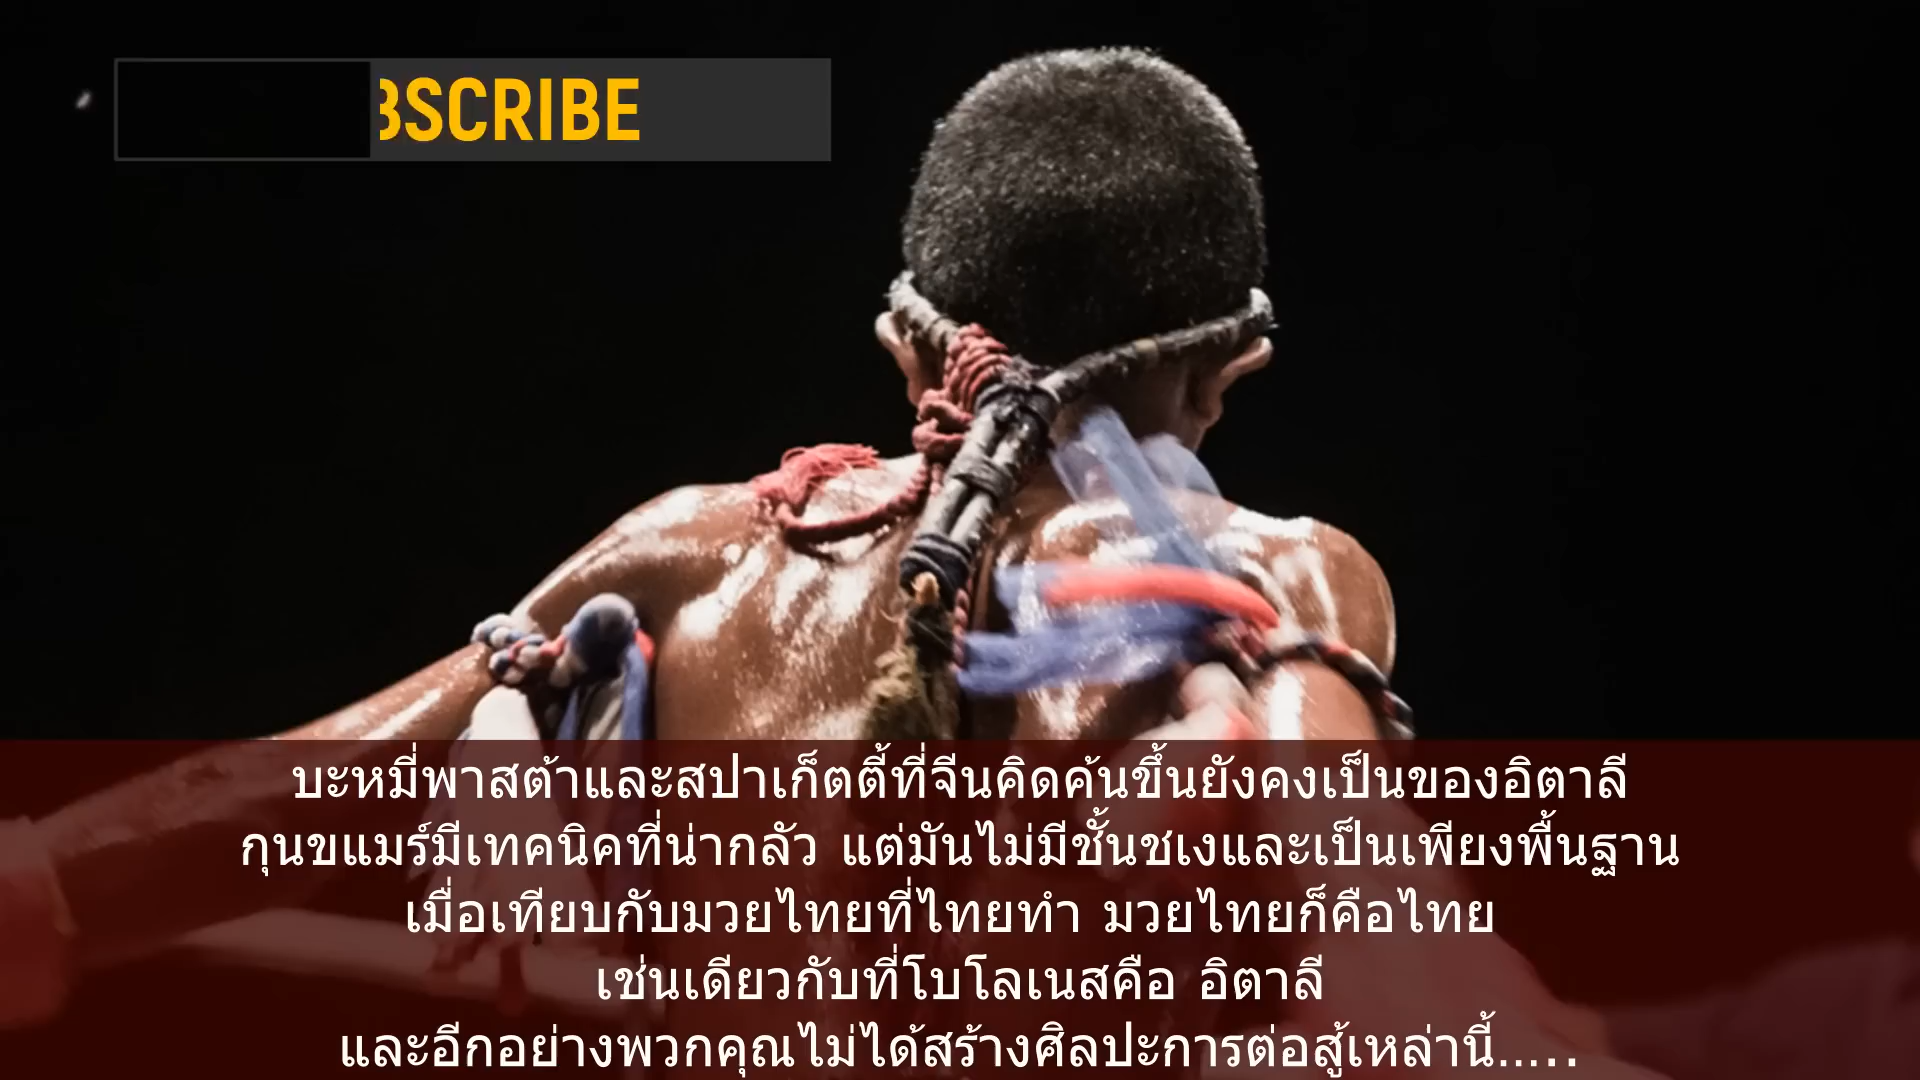 BSCRIBE
บะหมี่พาสต้าและสปาเก็ตตี้ที่จีนคิดค้นขึ้นยังคงเป็นของอิตาลี
กุนขแมร์มีเทคนิคที่น่ากลัว แต่มันไม่มีชั้นชเงและเป็นเพียงพื้นฐาน
เมื่อเทียบกับมวยไทยที่ไทยทำ มวยไทยก็คือไทย
เช่นเดียวกับที่โบโลเนสคือ อิตาลี
และอีกอย่างพวกคุณไม่ได้สร้างศิลปะการต่อสู้เหล่านี้.....